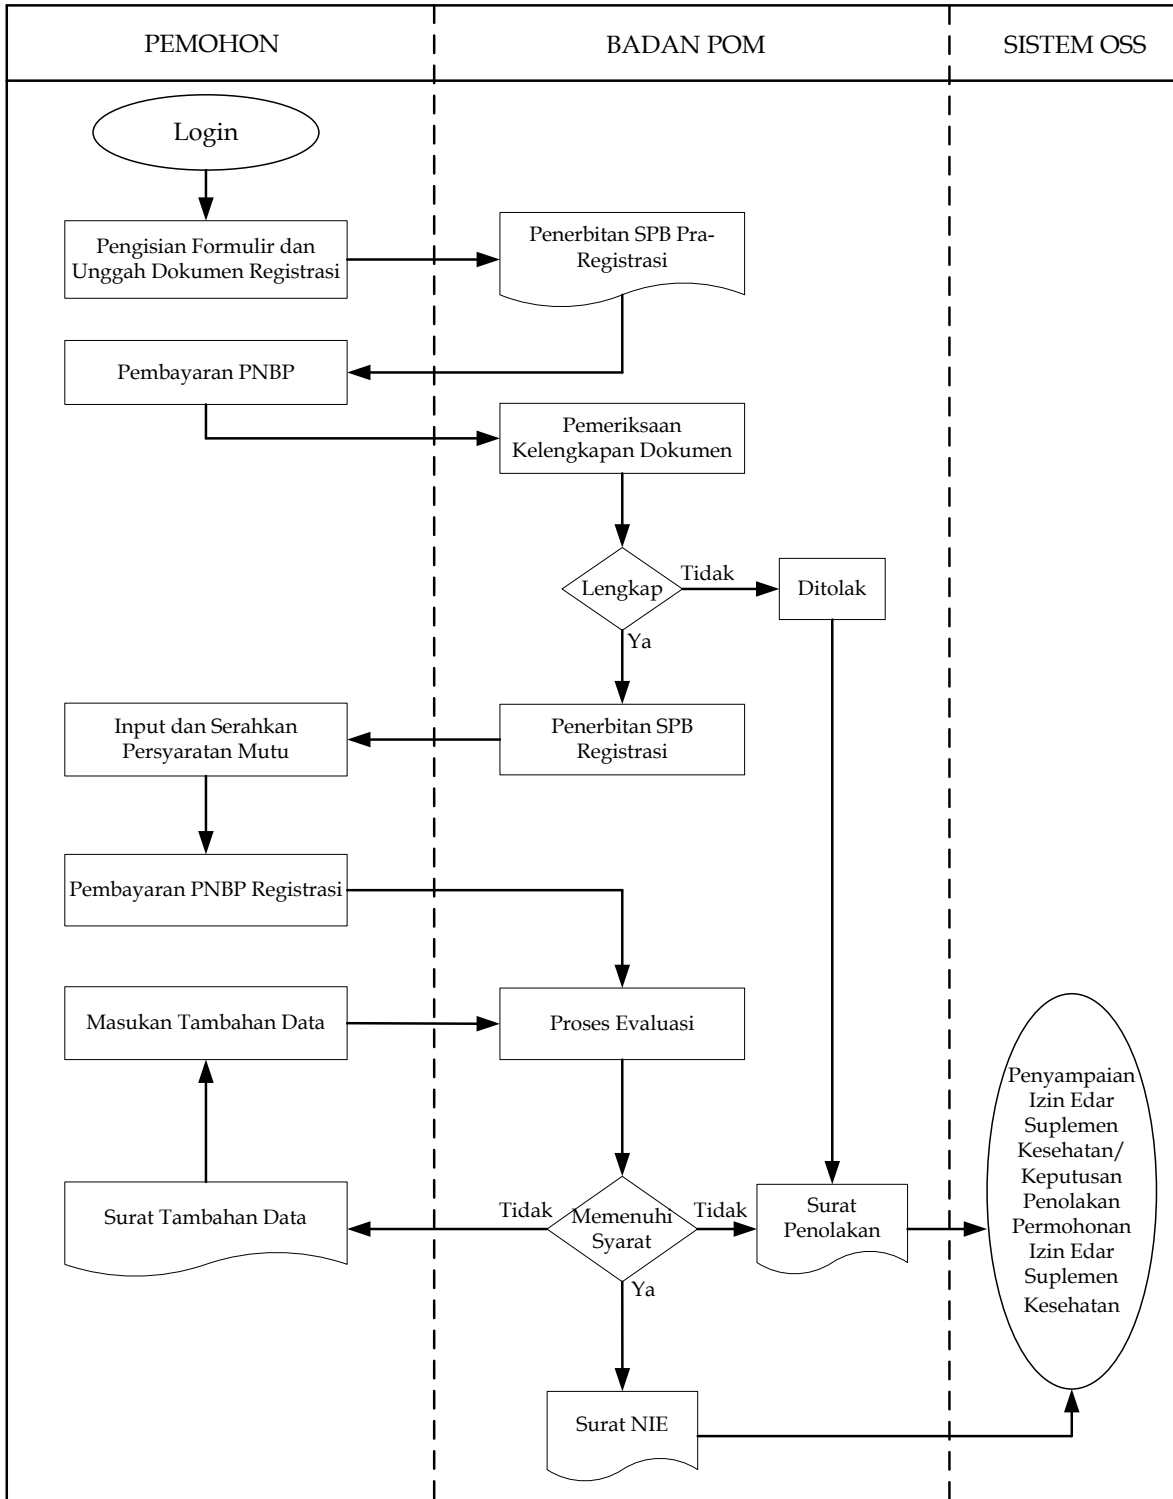 PEMOHON
BADAN POM
SISTEM OSS
Login
Pengisian Formulir dan
Unggah Dokumen Registrasi
Penerbitan SPB Pra-
Registrasi
Pembayaran PNBP
Pemeriksaan
Kelengkapan Dokumen
Lengkap
Tidak
Ditolak
Ya
Input dan Serahkan
Persyaratan Mutu
Penerbitan SPB
Registrasi
Pembayaran PNBP Registrasi
Masukan Tambahan Data
Proses Evaluasi
Surat Tambahan Data
Tidak
Memenuhi
Syarat
Tidak
Surat
Penolakan
Ya
Surat NIE
Penyampaian
Izin Edar
Suplemen
Kesehatan/
Keputusan
Penolakan
Permohonan
Izin Edar
Suplemen
Kesehatan